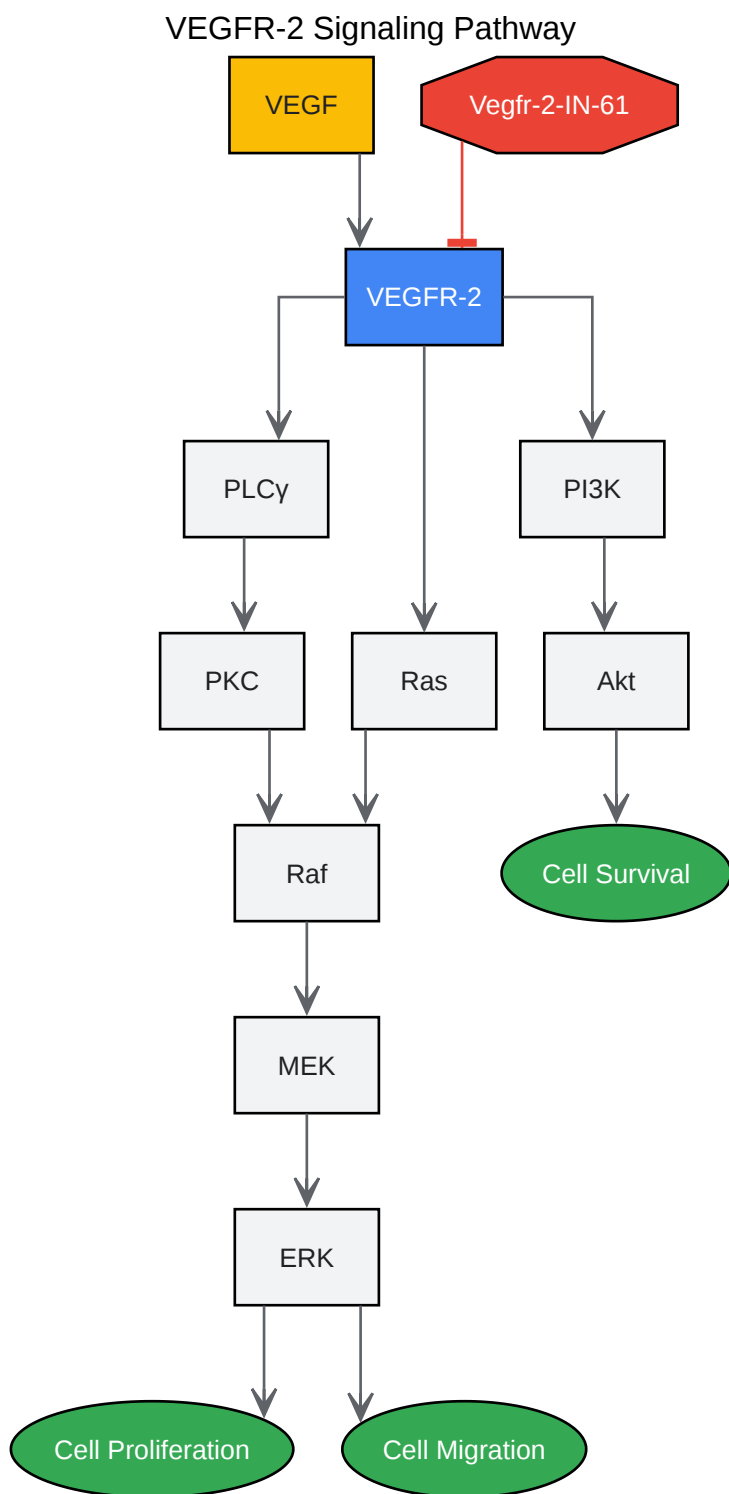 VEGFR-2 Signaling Pathway
VEGF
Vegfr-2-IN-61
VEGFR-2
PLCγ
PI3K
PKC
Ras
Akt
Raf
Cell Survival
MEK
ERK
Cell Proliferation
Cell Migration